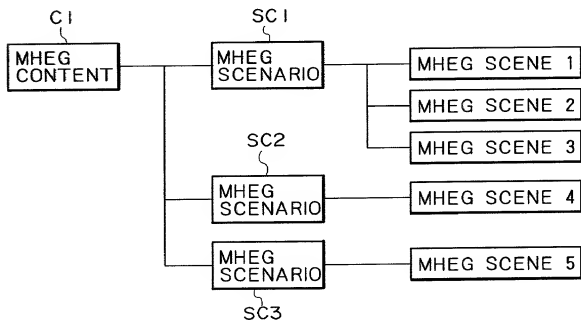 C1
SC1
MHEG
CONTENT
MHEG
SCENARIO
MHEG SCENE 1
MHEG SCENE 2
MHEG SCENE 3
SC2
MHEG
SCENARIO
MHEG SCENE 4
MHEG
SCENARIO
MHEG SCENE 5
SC3